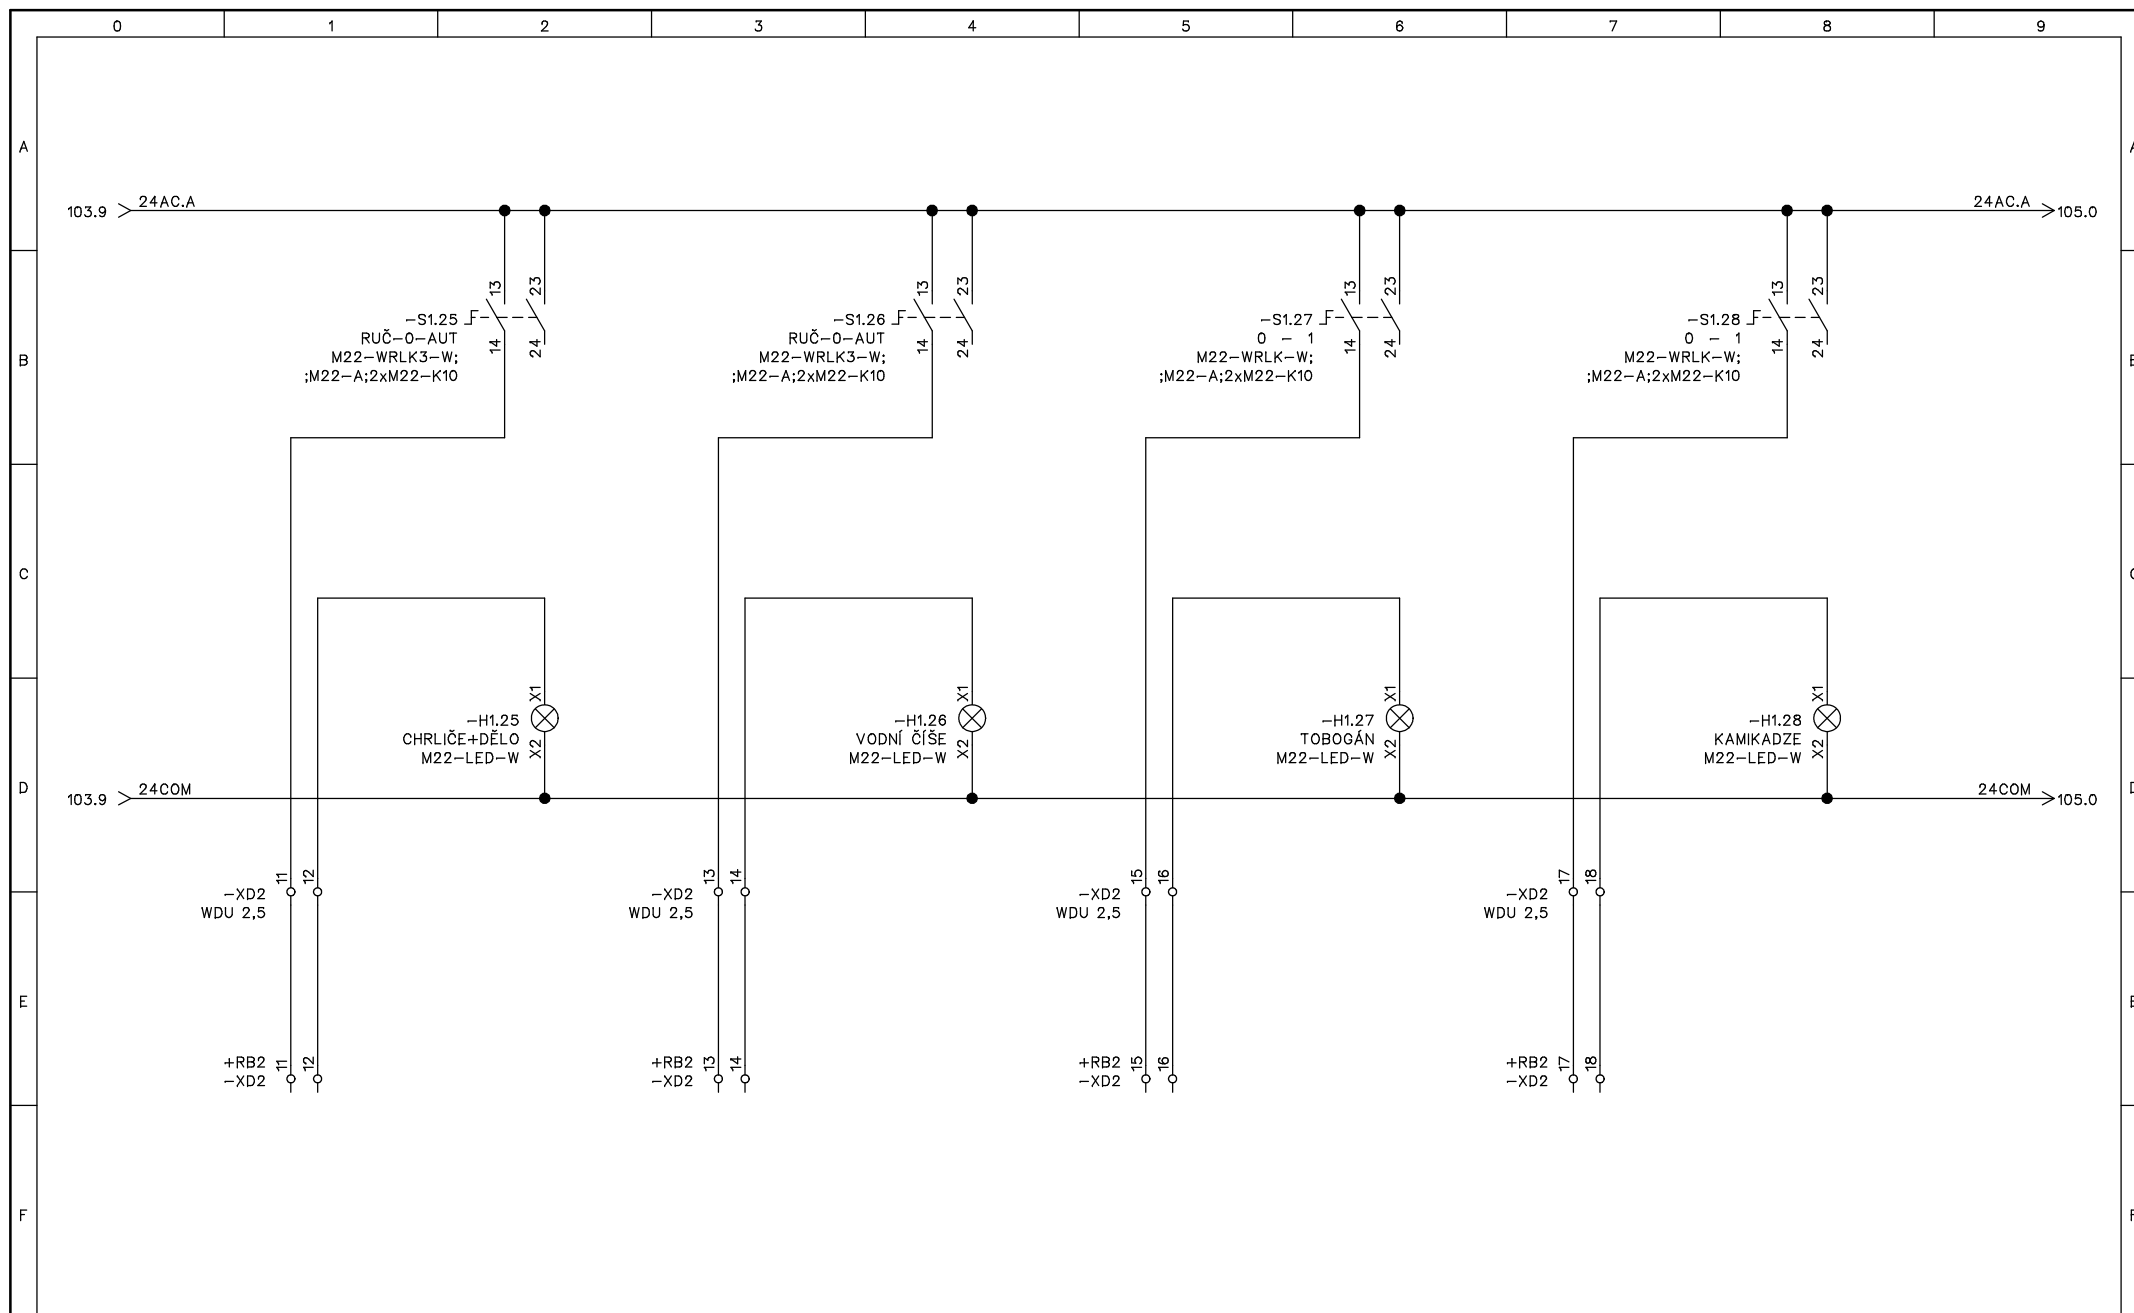 0 1 2 3 4 5 6 7 8 9
A A
103.9 24AC.A 24AC.A 105.0
13 23 13 23 13 23 13 23
-S1.25
RUČ-0-AUT
M22-WRLK3-W;
;M22-A;2xM22-K10
14 24
-S1.26
RUČ-0-AUT
M22-WRLK3-W;
;M22-A;2xM22-K10
14 24
-S1.27
0 - 1
M22-WRLK-W;
;M22-A;2xM22-K10
14 24
-S1.28
0 - 1
M22-WRLK-W;
;M22-A;2xM22-K10
14 24
B B
C C
X1 X1 X1 X1
-H1.25
CHRLIČE+DĚLO
M22-LED-W
X2
-H1.26
VODNÍ ČÍŠE
M22-LED-W
X2
-H1.27
TOBOGÁN
M22-LED-W
X2
-H1.28
KAMIKADZE
M22-LED-W
X2
D D
103.9 24COM 24COM 105.0
11 12 13 14 15 16 17 18
-XD2 -XD2 -XD2 -XD2
WDU 2,5 WDU 2,5 WDU 2,5 WDU 2,5
E E
+RB2 11 12 +RB2 13 14 +RB2 15 16 +RB2 17 18
-XD2 -XD2 -XD2 -XD2
F F